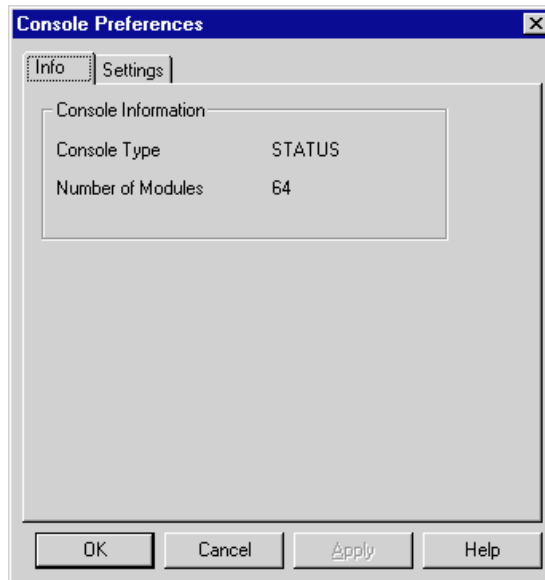 Console Preferences
Info Settings
Console Information
Console Type STATUS
Number of Modules 64
OK Cancel Apply Help